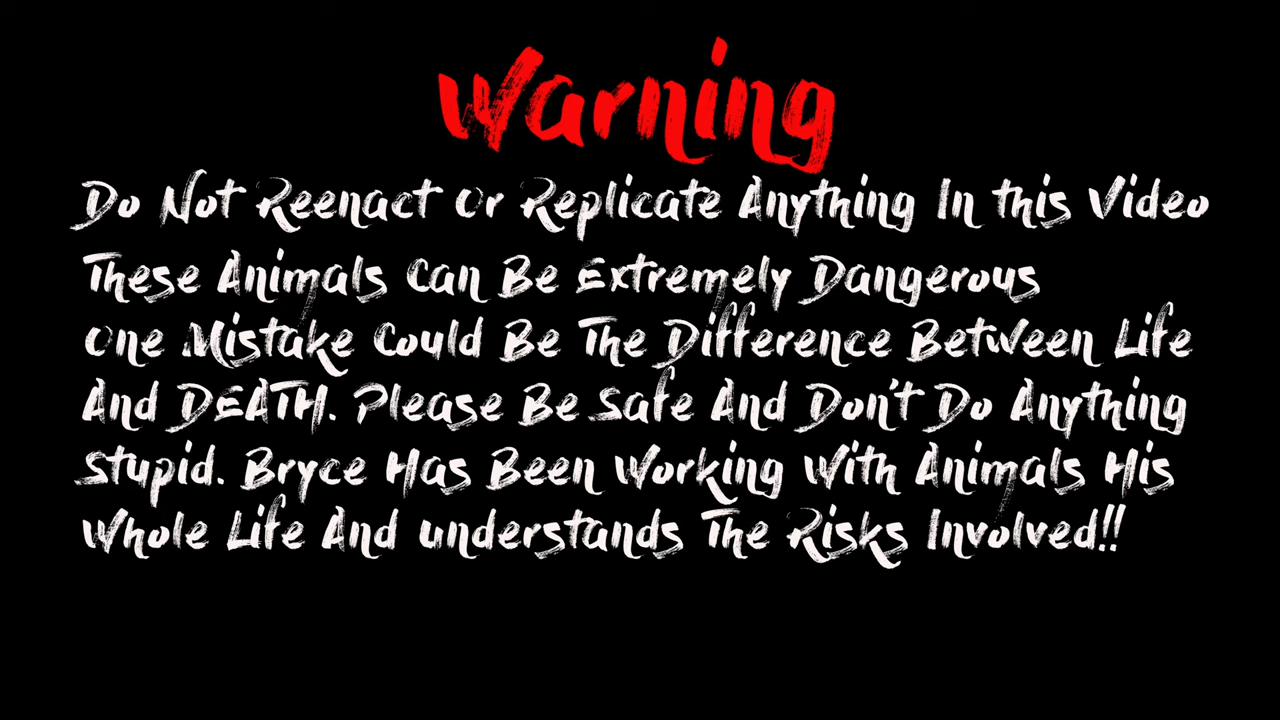 Warning
Do Not Reenact Or Replicate Anything In this Video
These Animals Can Be Extremely Dangerous
One Mistake Could Be The Difference Between Life
And DEATH. Please Be Safe And Don't Do Anything
Stupid. Bryce Has Been Working With Animals His
Whole Life And understands The Risks Involved!!